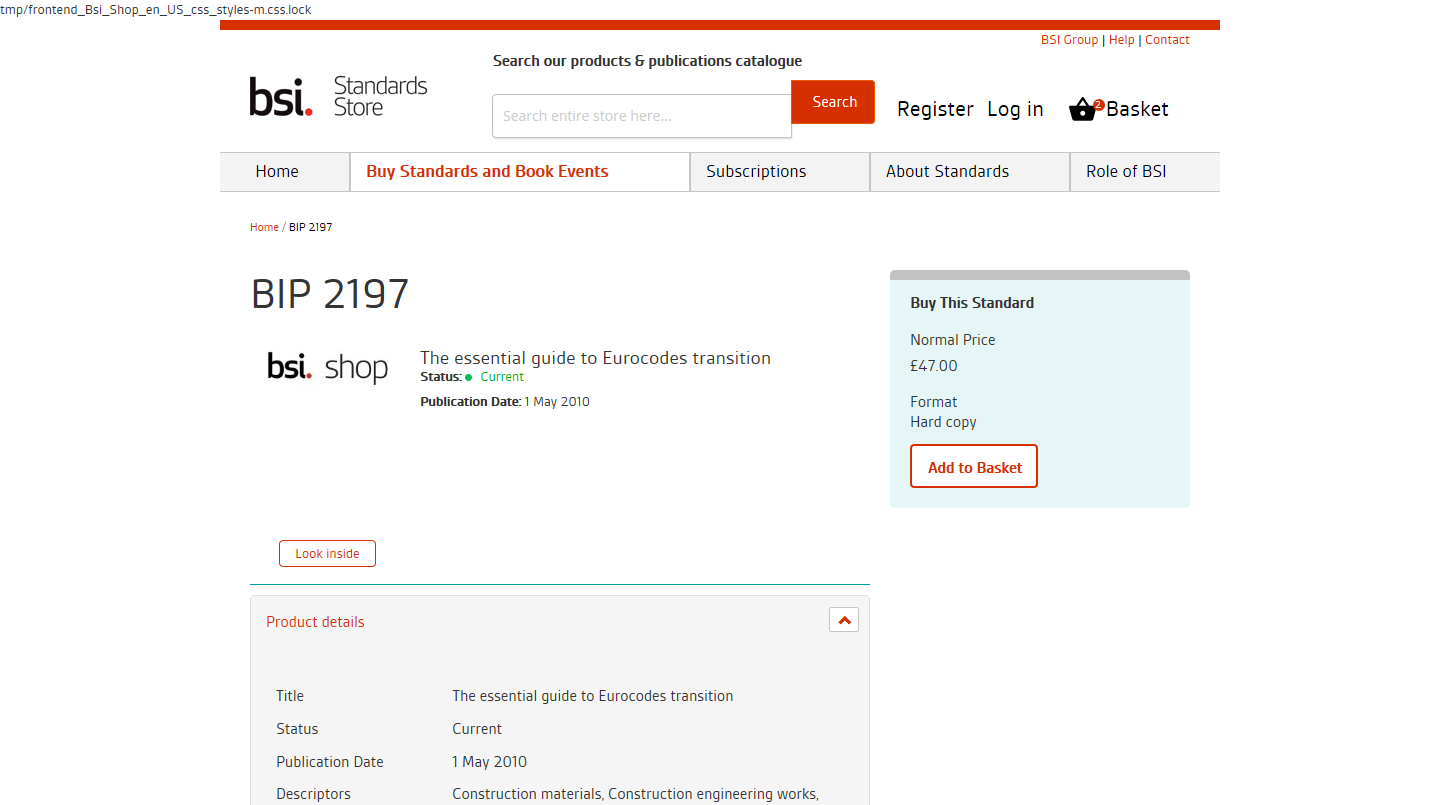 tmp/frontend_Bsi_Shop_en_US_css_styles-m.css.lock
BSI Group | Help | Contact
Search our products & publications catalogue
bsi. Standards Store
Search entire store here...
Search
Register Log in 2 Basket
Home Buy Standards and Book Events Subscriptions About Standards Role of BSI
Home / BIP 2197
BIP 2197
bsi. shop
The essential guide to Eurocodes transition
Status: Current
Publication Date: 1 May 2010
Buy This Standard
Normal Price
£47.00
Format
Hard copy
Add to Basket
Look inside
Product details
Title The essential guide to Eurocodes transition
Status Current
Publication Date 1 May 2010
Descriptors Construction materials, Construction engineering works,